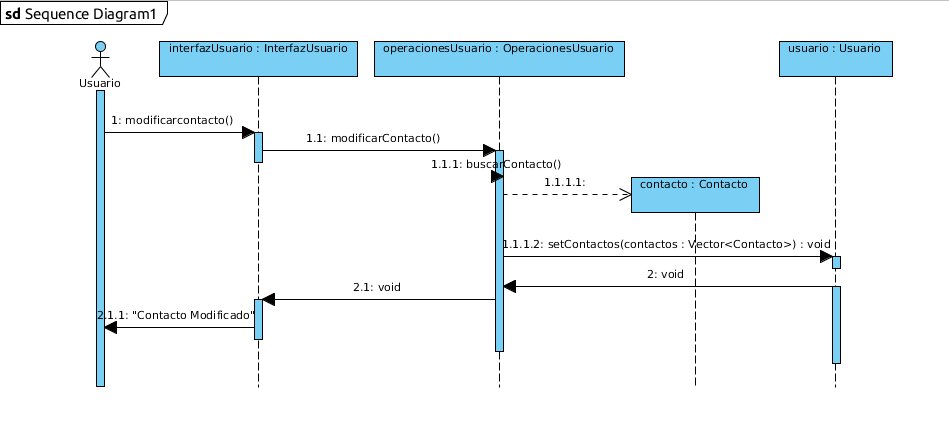 sd Sequence Diagram1
interfazUsuario : InterfazUsuario
operacionesUsuario : OperacionesUsuario
usuario : Usuario
Usuario
1: modificarcontacto()
1.1: modificarContacto()
1.1.1: buscarContacto()
1.1.1.1:
contacto : Contacto
1.1.1.2: setContactos(contactos : Vector<Contacto>) : void
2: void
2.1: void
2.1.1: "Contacto Modificado"